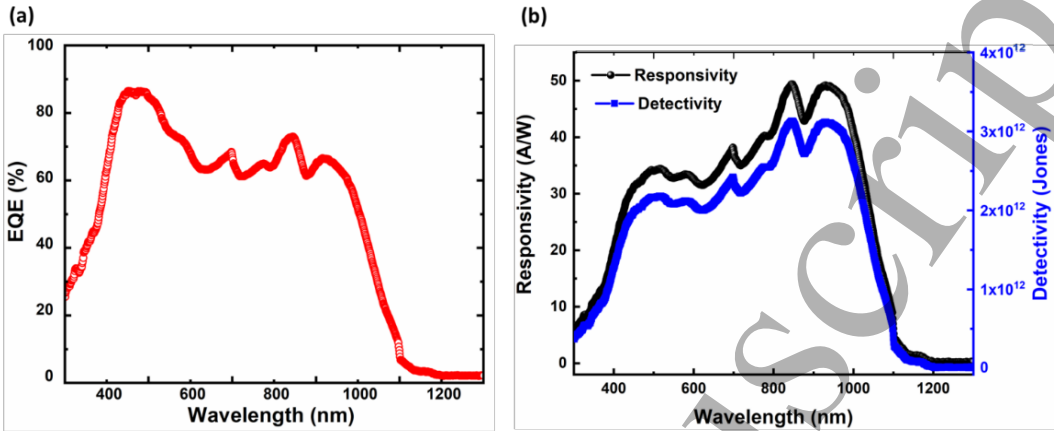 (a)
100
80
60
40
20
0
EQE (%)
400
600
800
1000
1200
Wavelength (nm)
(b)
Responsivity
Detectivity
50
40
30
20
10
0
Responsivity (A/W)
4x10¹²
3x10¹²
2x10¹²
1x10¹²
0
Detectivity (Jones)
400
600
800
1000
1200
Wavelength (nm)
scrip